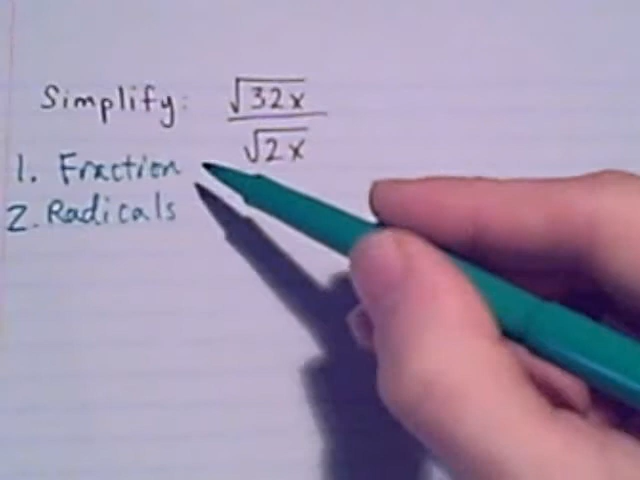 Simplify: √32x / √2x
1. Fraction
2. Radicals